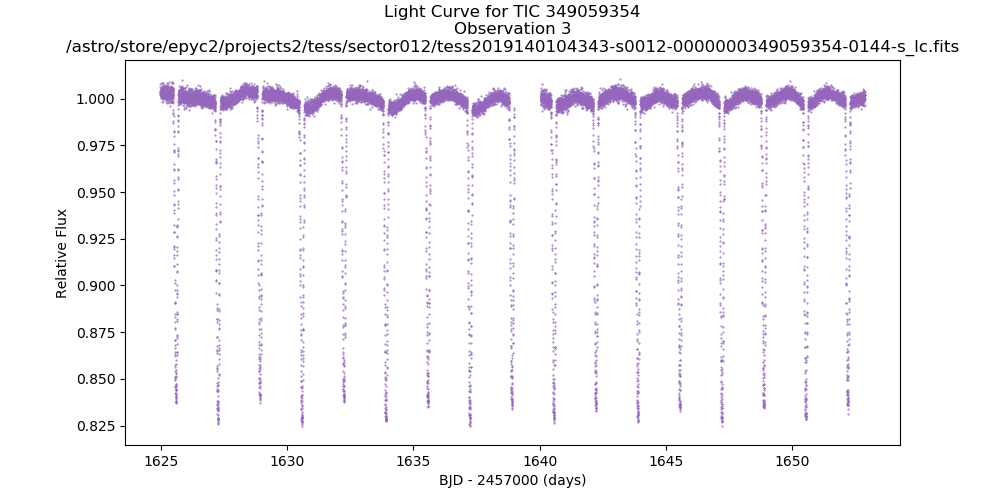 Light Curve for TIC 349059354
Observation 3
/astro/store/epyc2/projects2/tess/sector012/tess2019140104343-s0012-0000000349059354-0144-s_lc.fits
1.000
0.975
0.950
0.925
0.900
0.875
0.850
0.825
Relative Flux
1625
1630
1635
1640
1645
1650
BJD - 2457000 (days)